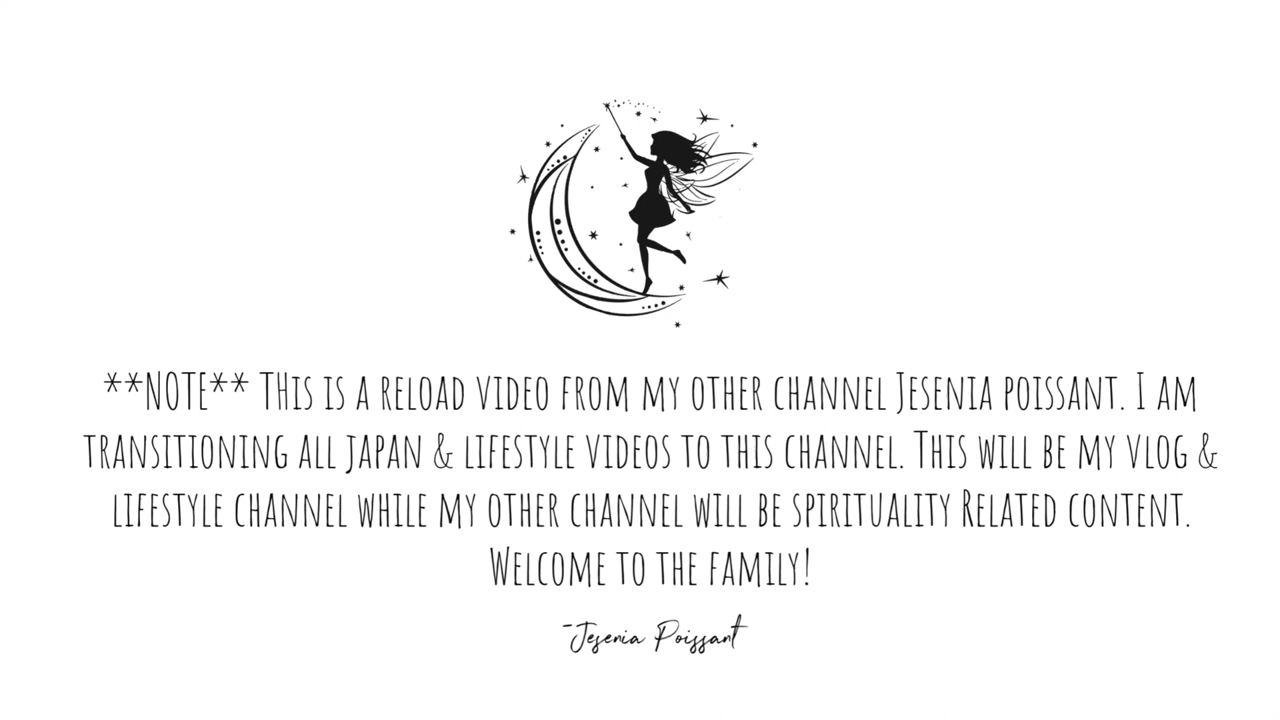 **NOTE** THis is a reload video from my other channel Jesenia poissant. I am
transitioning all japan & lifestyle videos to this channel. This will be my vlog &
lifestyle channel while my other channel will be spirituality Related content.
Welcome to the family!
-Jesenia Poissant